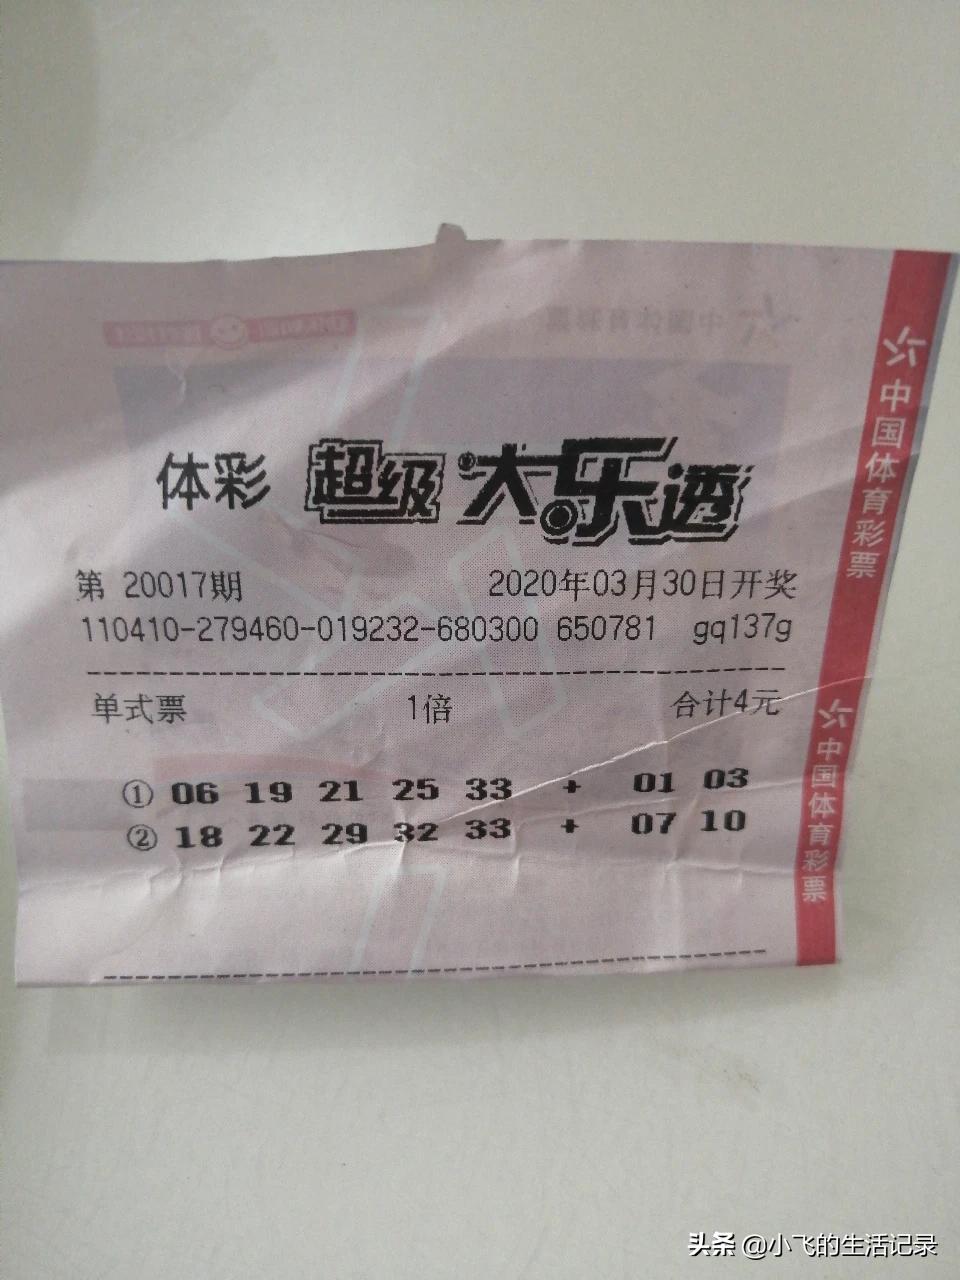 体彩 超级大乐透
第 20017期 2020年03月30日开奖
110410-279460-019232-680300 650781 gq137g
单式票 1倍 合计4元
① 06 19 21 25 33 + 01 03
② 18 22 29 32 33 + 07 10
中国体育彩票
中国体育彩票
头条 @小飞的生活记录